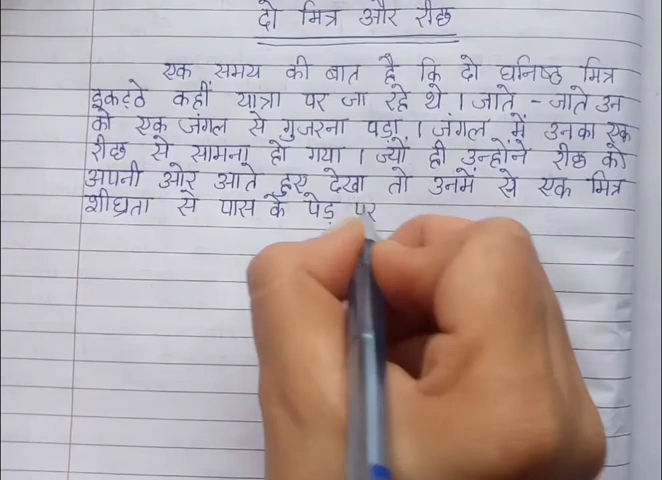 दो मित्र और रीछ
एक समय की बात है कि दो घनिष्ठ मित्र
इकट्ठे कहीं यात्रा पर जा रहे थे । जाते - जाते उन
को एक जंगल से गुजरना पड़ा । जंगल में उनका एक
रीछ से सामना हो गया । ज्यों ही उन्होंने रीछ को
अपनी ओर आते हुए देखा तो उनमें से एक मित्र
शीघ्रता से पास के पेड़ पर